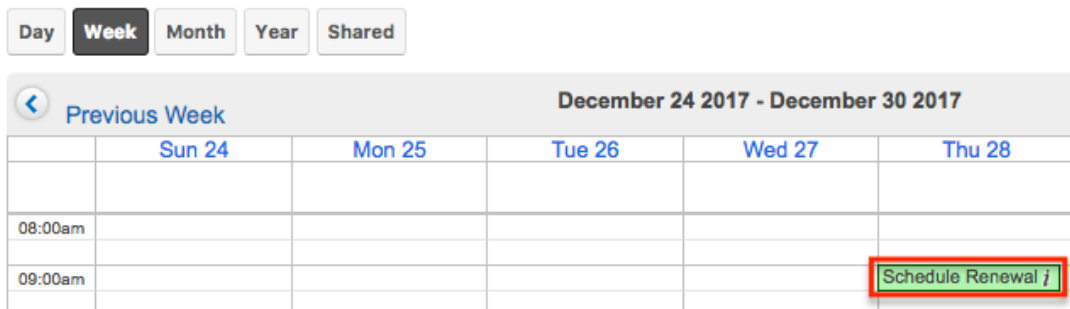 Day Week Month Year Shared
Previous Week December 24 2017 - December 30 2017
Sun 24 Mon 25 Tue 26 Wed 27 Thu 28
08:00am
09:00am Schedule Renewal i